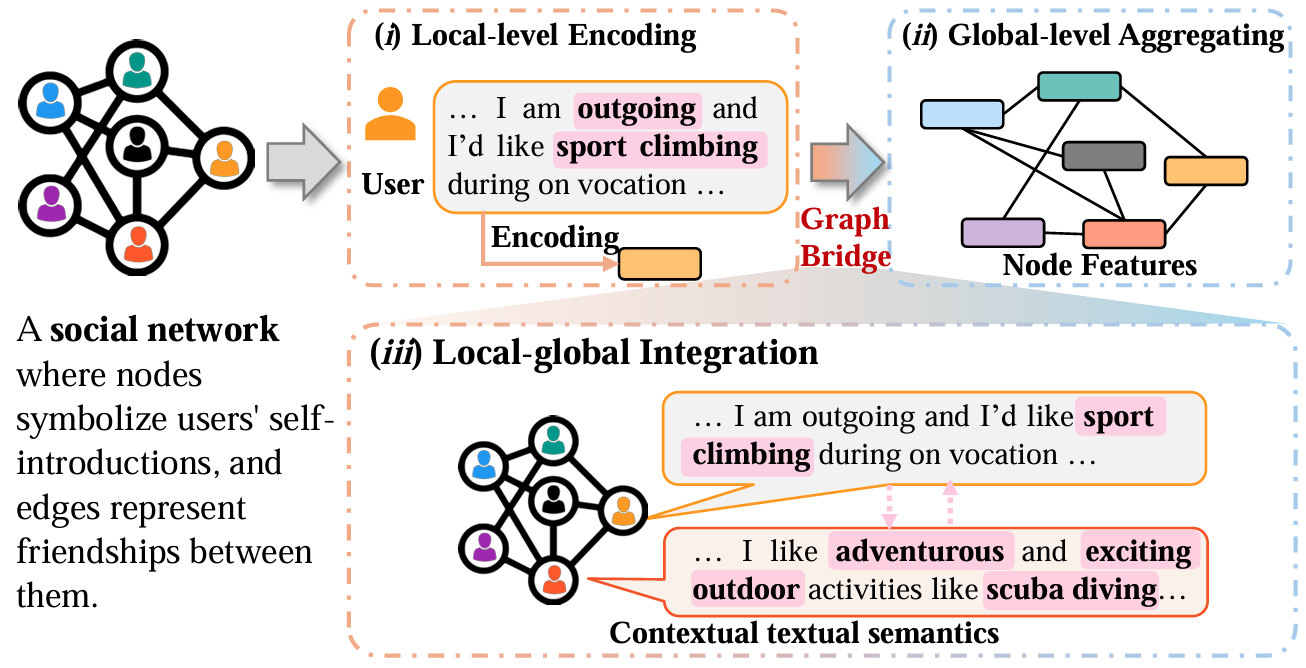 (i) Local-level Encoding
… I am outgoing and
I’d like sport climbing
during on vocation …
User
Encoding
Graph
Bridge
(ii) Global-level Aggregating
Node Features
A social network
where nodes
symbolize users' self-
introductions, and
edges represent
friendships between
them.
(iii) Local-global Integration
… I am outgoing and I’d like sport
climbing during on vocation …
… I like adventurous and exciting
outdoor activities like scuba diving…
Contextual textual semantics